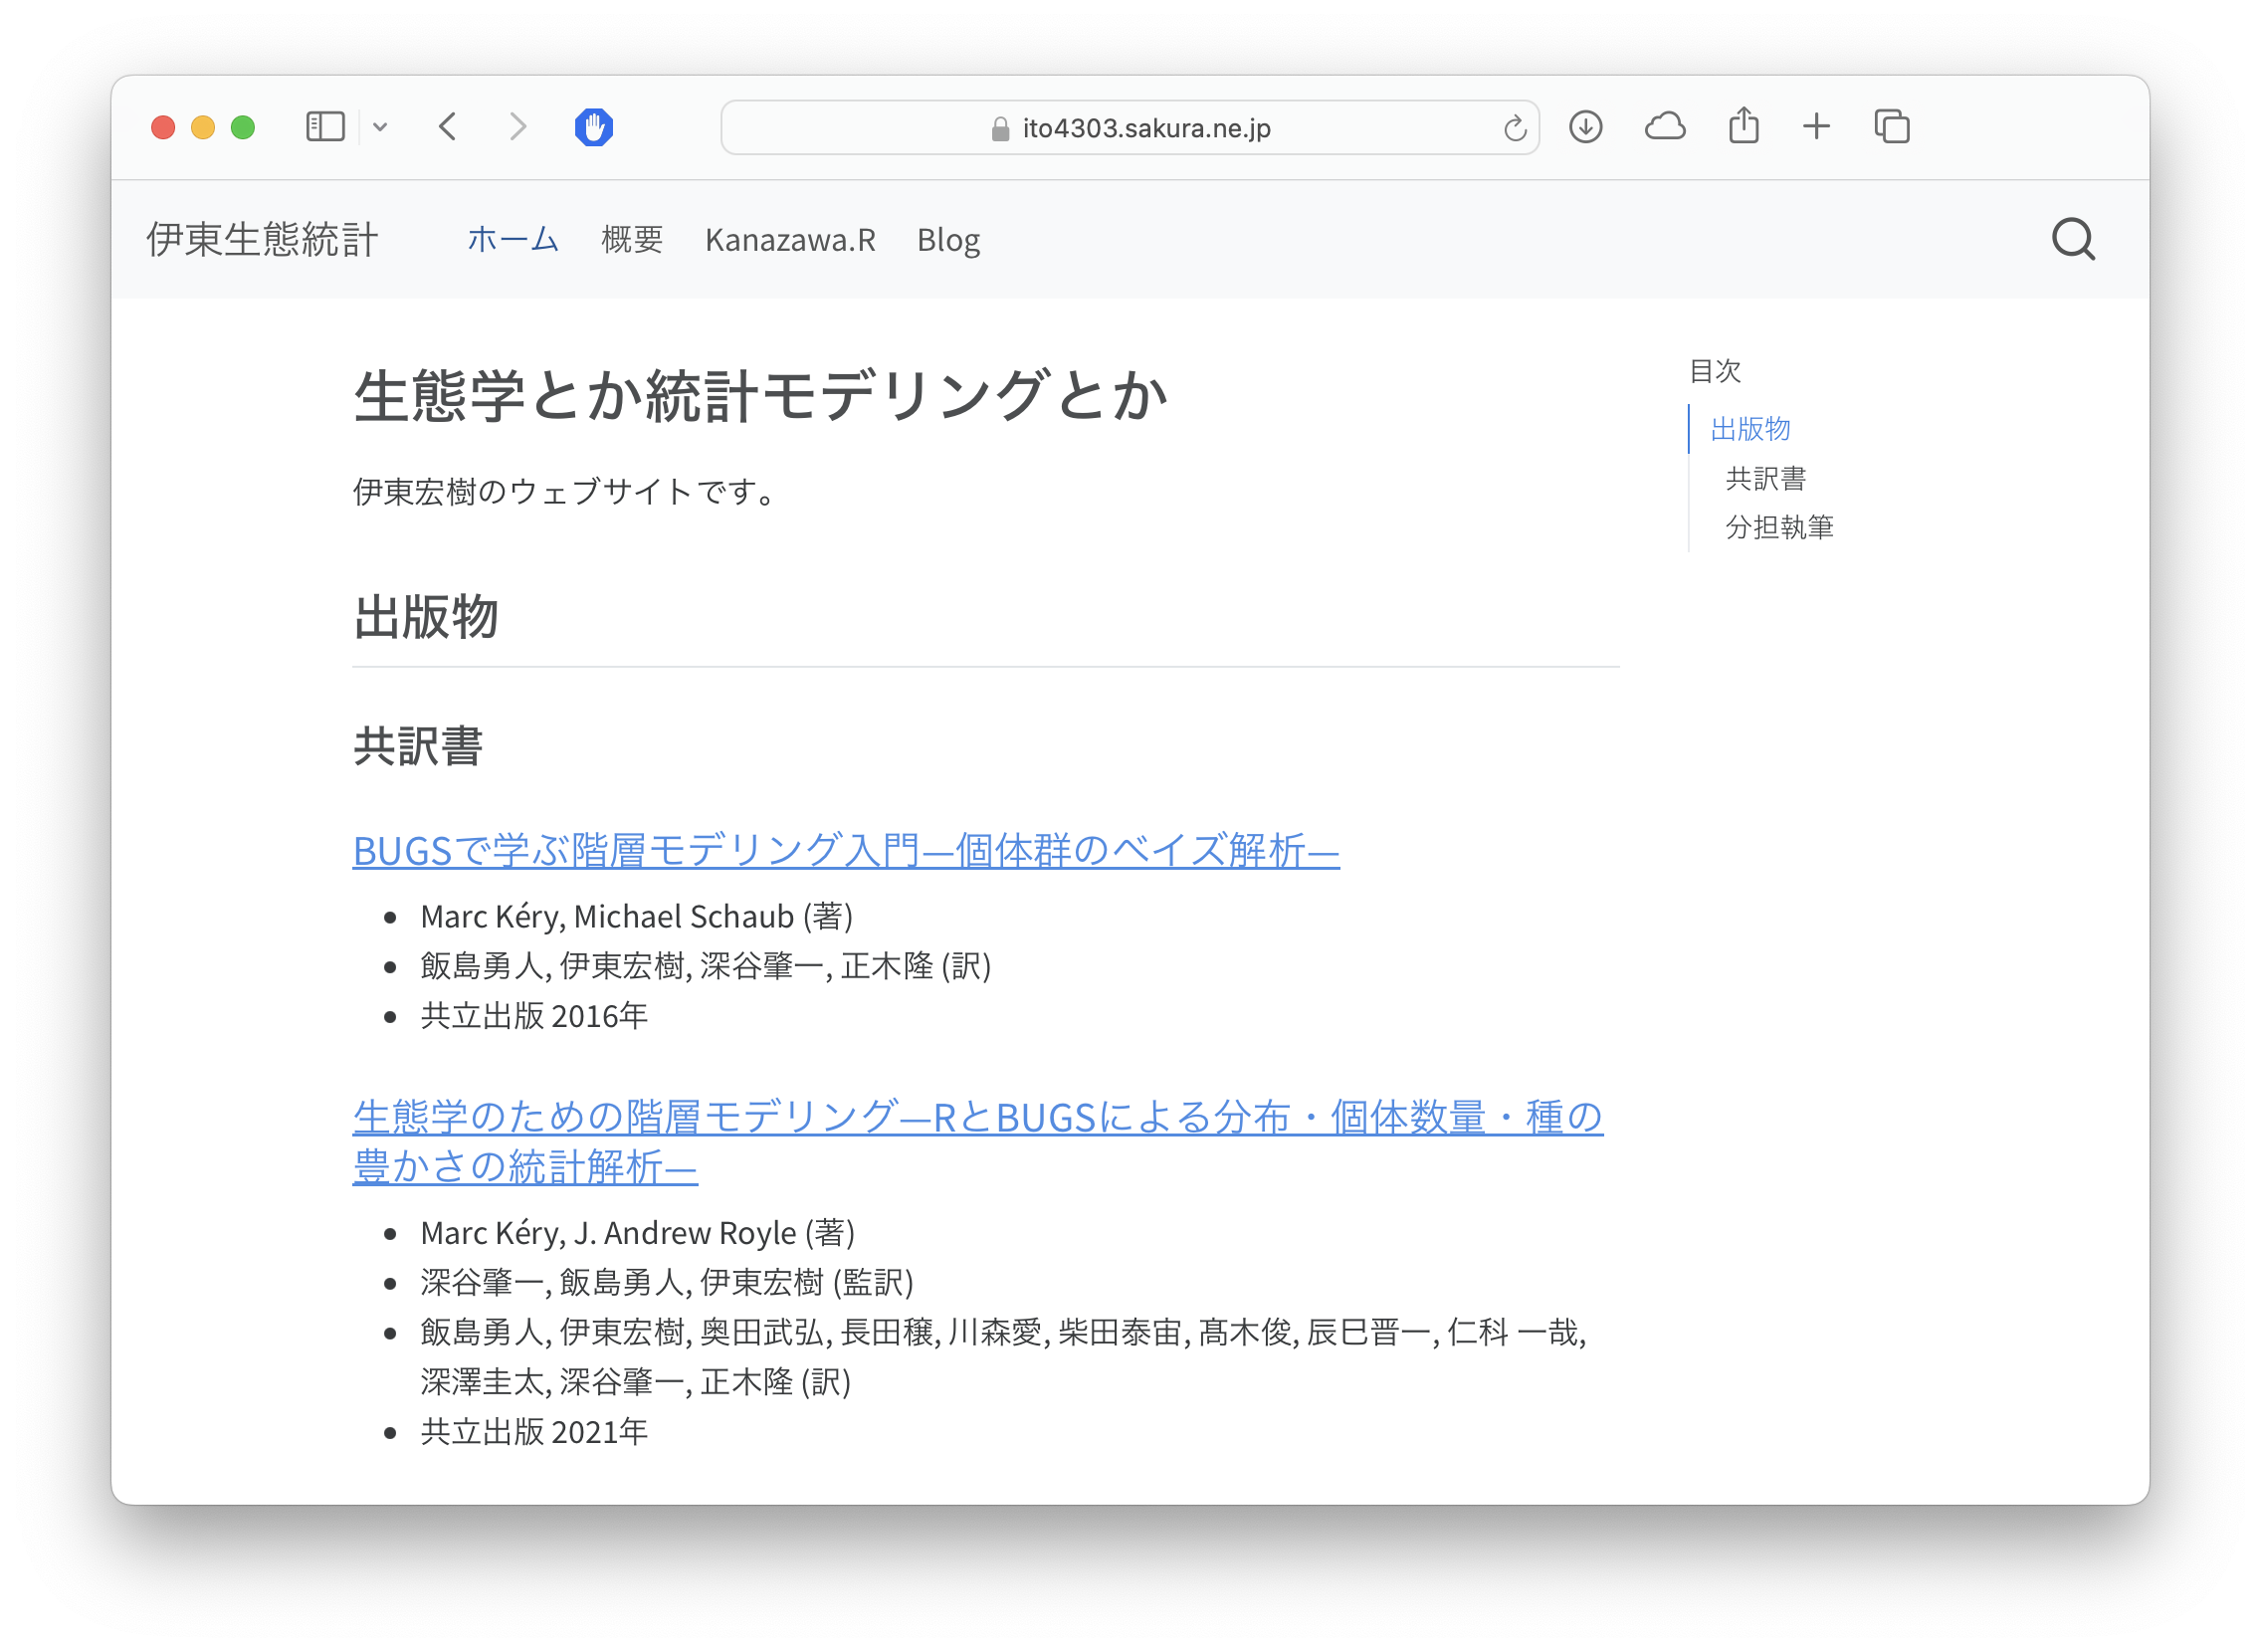 ito4303.sakura.ne.jp
伊東生態統計 ホーム 概要 Kanazawa.R Blog
生態学とか統計モデリングとか
伊東宏樹のウェブサイトです。
目次
出版物
共訳書
分担執筆
出版物
共訳書
BUGSで学ぶ階層モデリング入門—個体群のベイズ解析—
Marc Kéry, Michael Schaub (著)
飯島勇人, 伊東宏樹, 深谷肇一, 正木隆 (訳)
共立出版 2016年
生態学のための階層モデリング—RとBUGSによる分布・個体数量・種の
豊かさの統計解析—
Marc Kéry, J. Andrew Royle (著)
深谷肇一, 飯島勇人, 伊東宏樹 (監訳)
飯島勇人, 伊東宏樹, 奥田武弘, 長田穣, 川森愛, 柴田泰宙, 髙木俊, 辰巳晋一, 仁科 一哉,
深澤圭太, 深谷肇一, 正木隆 (訳)
共立出版 2021年